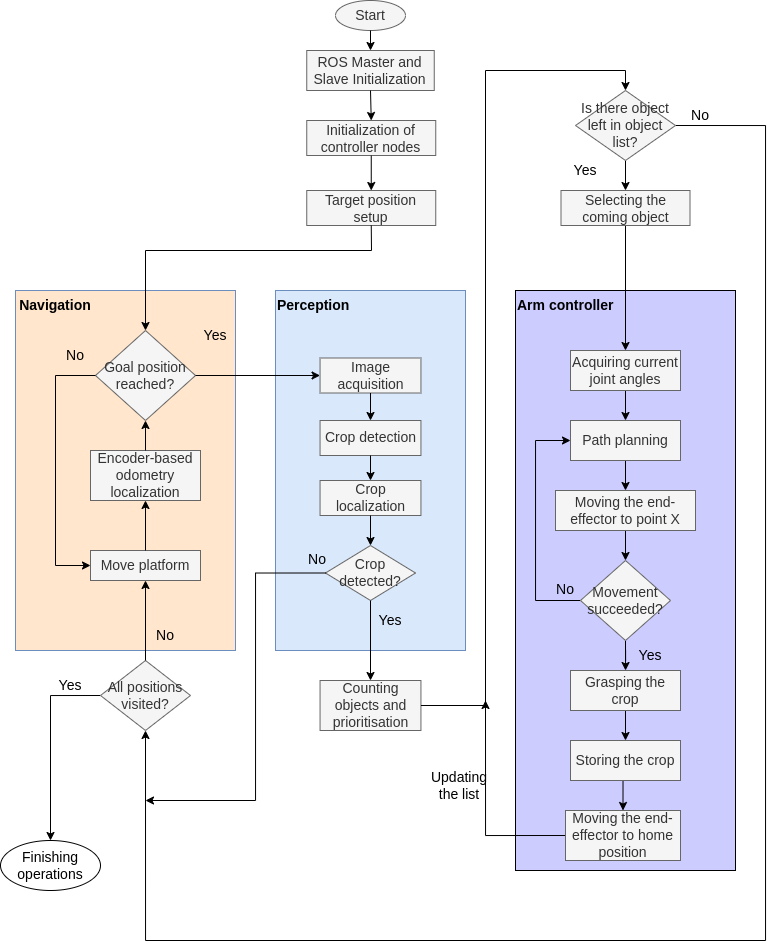 Start
ROS Master and
Slave Initialization
Initialization of
controller nodes
Target position
setup
Is there object
left in object
list?
No
Yes
Selecting the
coming object
Navigation
Yes
No
Goal position
reached?
Encoder-based
odometry
localization
Move platform
No
All positions
visited?
Yes
Finishing
operations
Perception
Image
acquisition
Crop detection
Crop
localization
No
Crop
detected?
Yes
Counting
objects and
prioritisation
Updating
the list
Arm controller
Acquiring current
joint angles
Path planning
Moving the end-
effector to point X
No
Movement
succeeded?
Yes
Grasping the
crop
Storing the crop
Moving the end-
effector to home
position